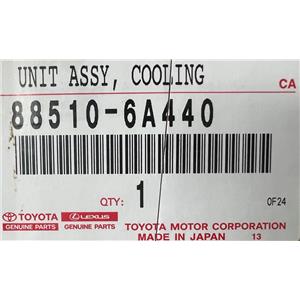 UNIT ASSY, COOLING
CA
88510-6A440
QTY: 1
0F24
TOYOTA LEXUS
GENUINE PARTS GENUINE PARTS
TOYOTA MOTOR CORPORATION
MADE IN JAPAN 13